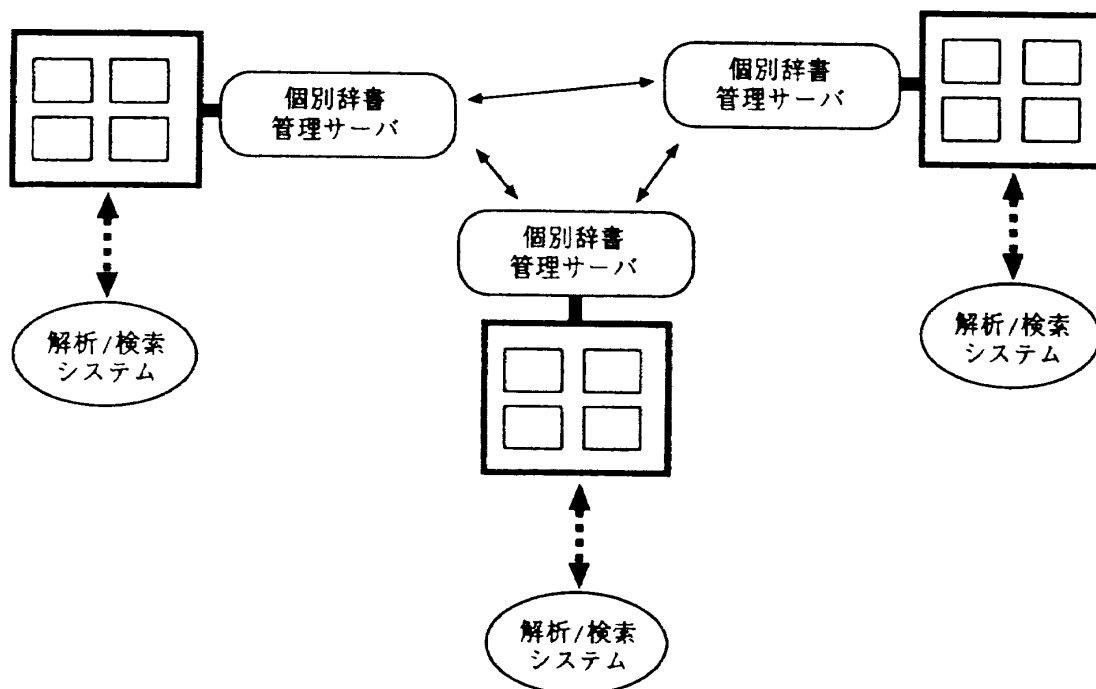 個別辞書
管理サーバ
個別辞書
管理サーバ
個別辞書
管理サーバ
解析/検索
システム
解析/検索
システム
解析/検索
システム